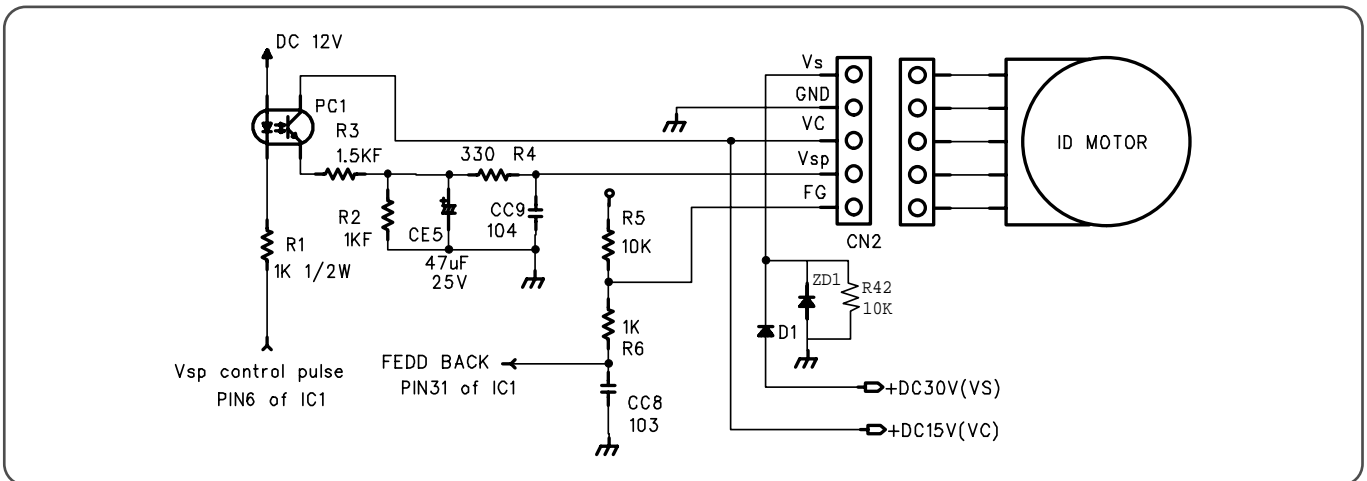 DC 12V
PC1
R3
1.5KF
330 R4
R2
1KF
CE5
47uF
25V
CC9
104
R1
1K 1/2W
Vsp control pulse
PIN6 of IC1
R5
10K
1K
R6
FEDD BACK
PIN31 of IC1
CC8
103
Vs
GND
VC
Vsp
FG
CN2
ID MOTOR
ZD1
R42
10K
D1
+DC30V(VS)
+DC15V(VC)